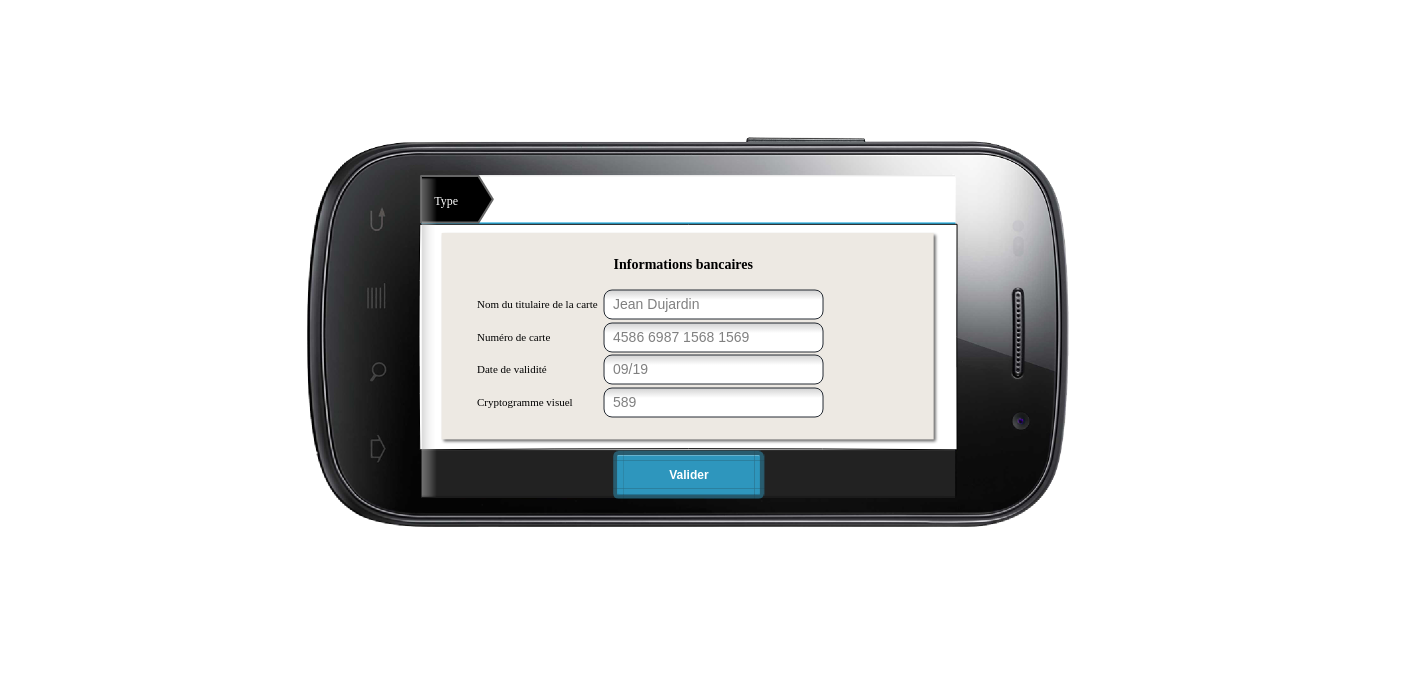 Type
Informations bancaires
Nom du titulaire de la carte Jean Dujardin
Numéro de carte 4586 6987 1568 1569
Date de validité 09/19
Cryptogramme visuel 589
Valider